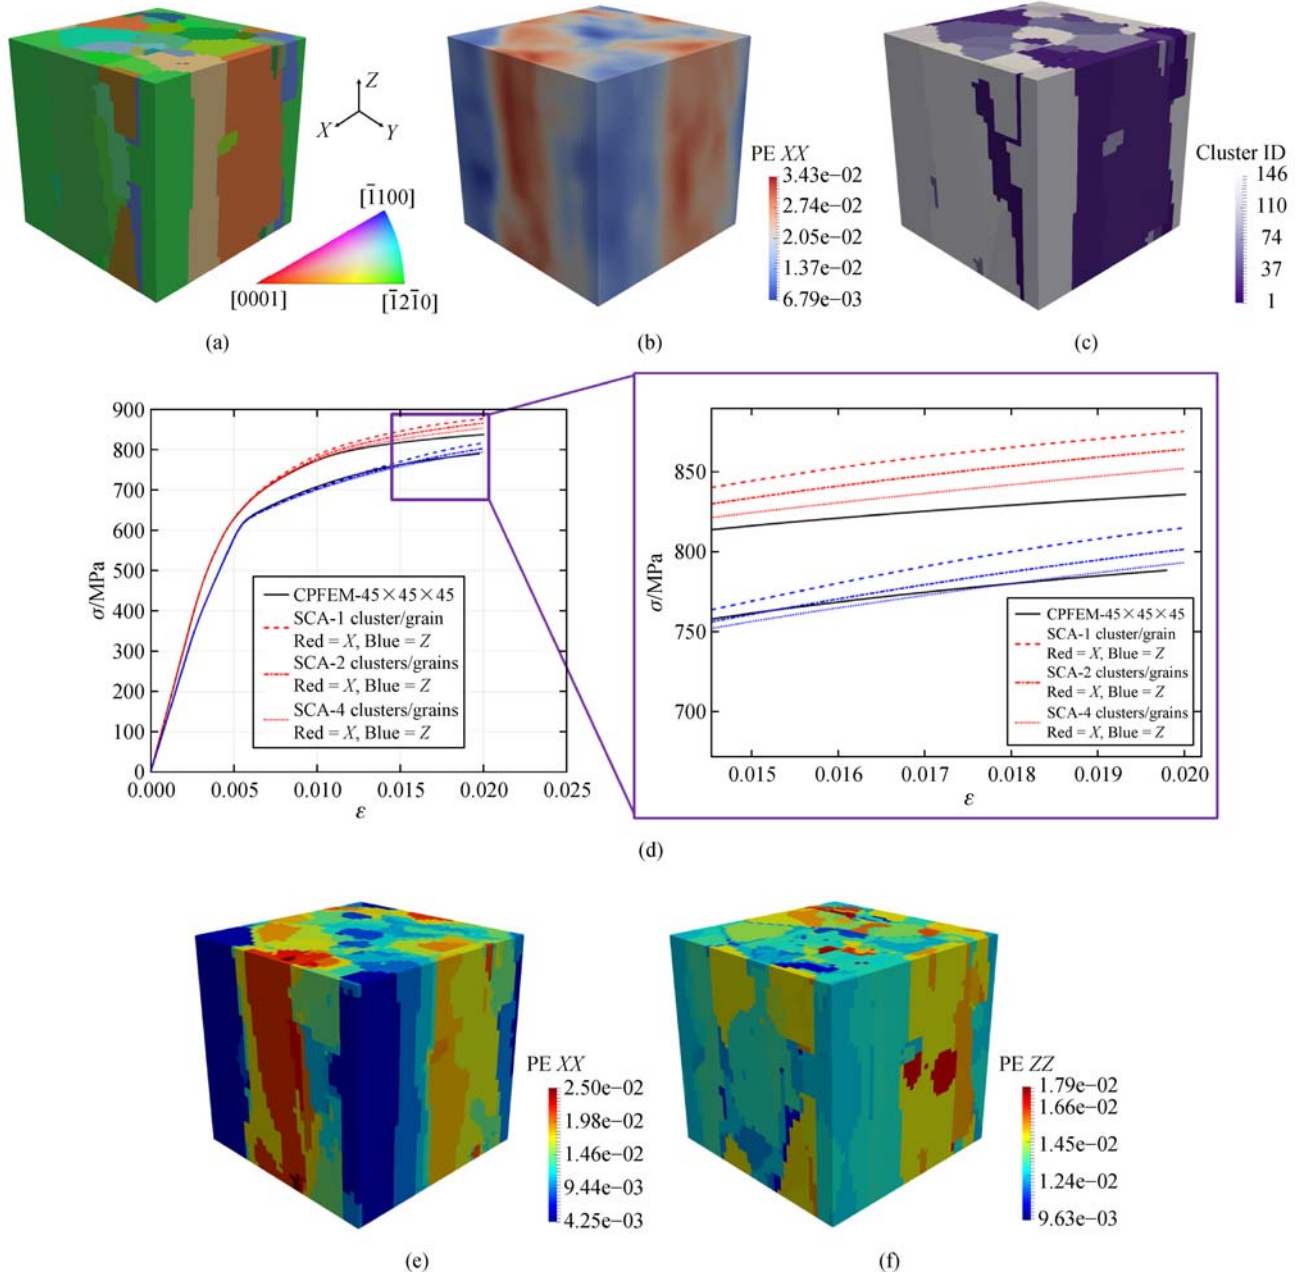 Z
X
Y
[1̄100]
[0001]
[1̄21̄0]
PE XX
3.43e−02
2.74e−02
2.05e−02
1.37e−02
6.79e−03
Cluster ID
146
110
74
37
1
(a)
(b)
(c)
900
800
700
600
500
400
300
200
100
0
σ/MPa
0.000
0.005
0.010
0.015
0.020
0.025
ε
CPFEM-45×45×45
SCA-1 cluster/grain
Red = X, Blue = Z
SCA-2 clusters/grains
Red = X, Blue = Z
SCA-4 clusters/grains
Red = X, Blue = Z
850
800
750
700
σ/MPa
0.015
0.016
0.017
0.018
0.019
0.020
ε
CPFEM-45×45×45
SCA-1 cluster/grain
Red = X, Blue = Z
SCA-2 clusters/grains
Red = X, Blue = Z
SCA-4 clusters/grains
Red = X, Blue = Z
(d)
PE XX
2.50e−02
1.98e−02
1.46e−02
9.44e−03
4.25e−03
PE ZZ
1.79e−02
1.66e−02
1.45e−02
1.24e−02
9.63e−03
(e)
(f)